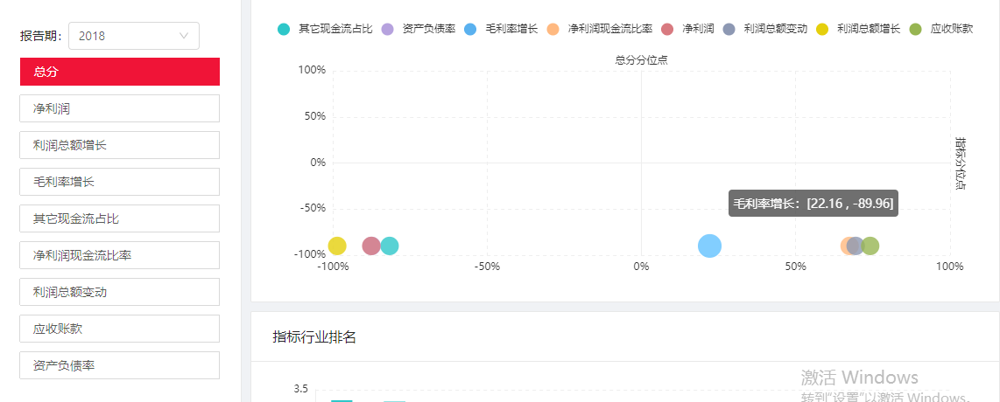 报告期：
2018
总分
净利润
利润总额增长
毛利率增长
其它现金流占比
净利润现金流比率
利润总额变动
应收账款
资产负债率
其它现金流占比 资产负债率 毛利率增长 净利润现金流比率 净利润 利润总额变动 利润总额增长 应收账款
总分分位点
100%
50%
0%
-50%
-100%
-100% -50% 0% 50% 100%
指标分位点
毛利率增长：[22.16 , -89.96]
指标行业排名
3.5
激活 Windows
转到"设置"以激活 Windows。